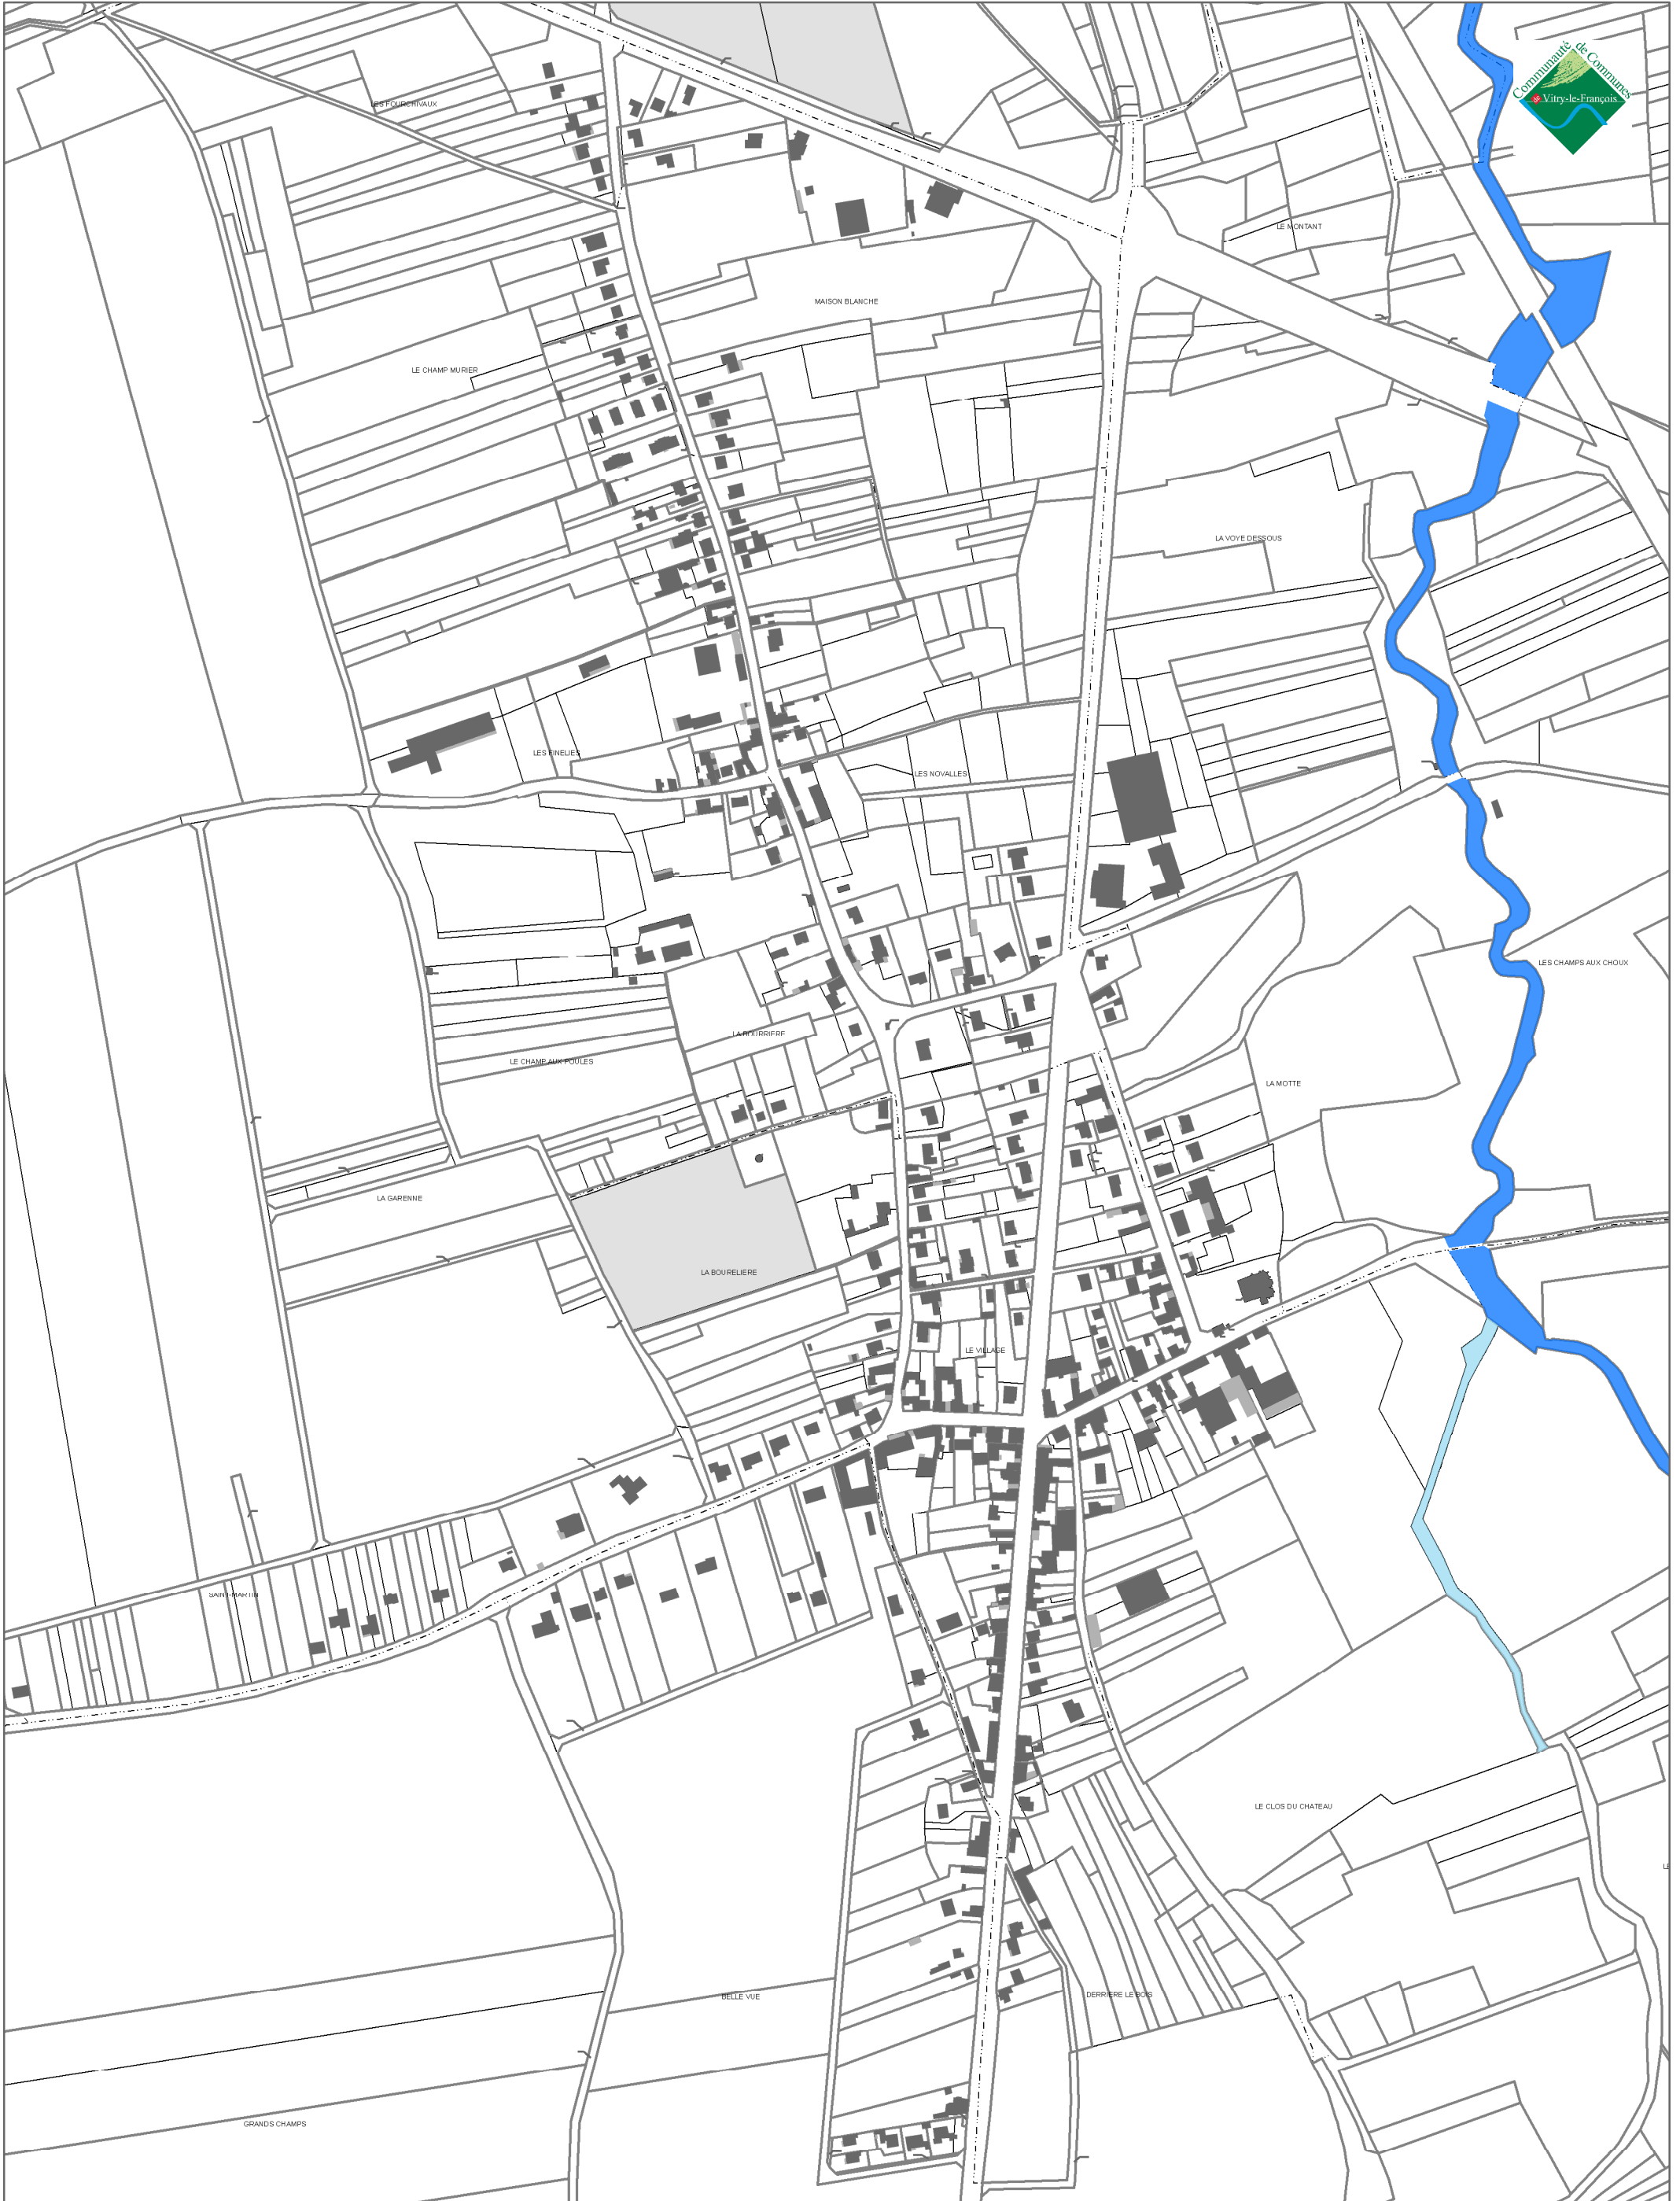 Communauté de Communes
Vitry-le-François
LES FOURCHIVAUX
LE MONTANT
MAISON BLANCHE
LE CHAMP MURIER
LA VOYE DESSOUS
LES FINELIES
LES NOVALLES
LES CHAMPS AUX CHOUX
LA BOURRIERE
LE CHAMP AUX POULES
LA MOTTE
LA GARENNE
LA BOURELIERE
LE VILLAGE
SAINT-MARTIN
LE CLOS DU CHATEAU
BELLE VUE
DERRIERE LE BOIS
GRANDS CHAMPS